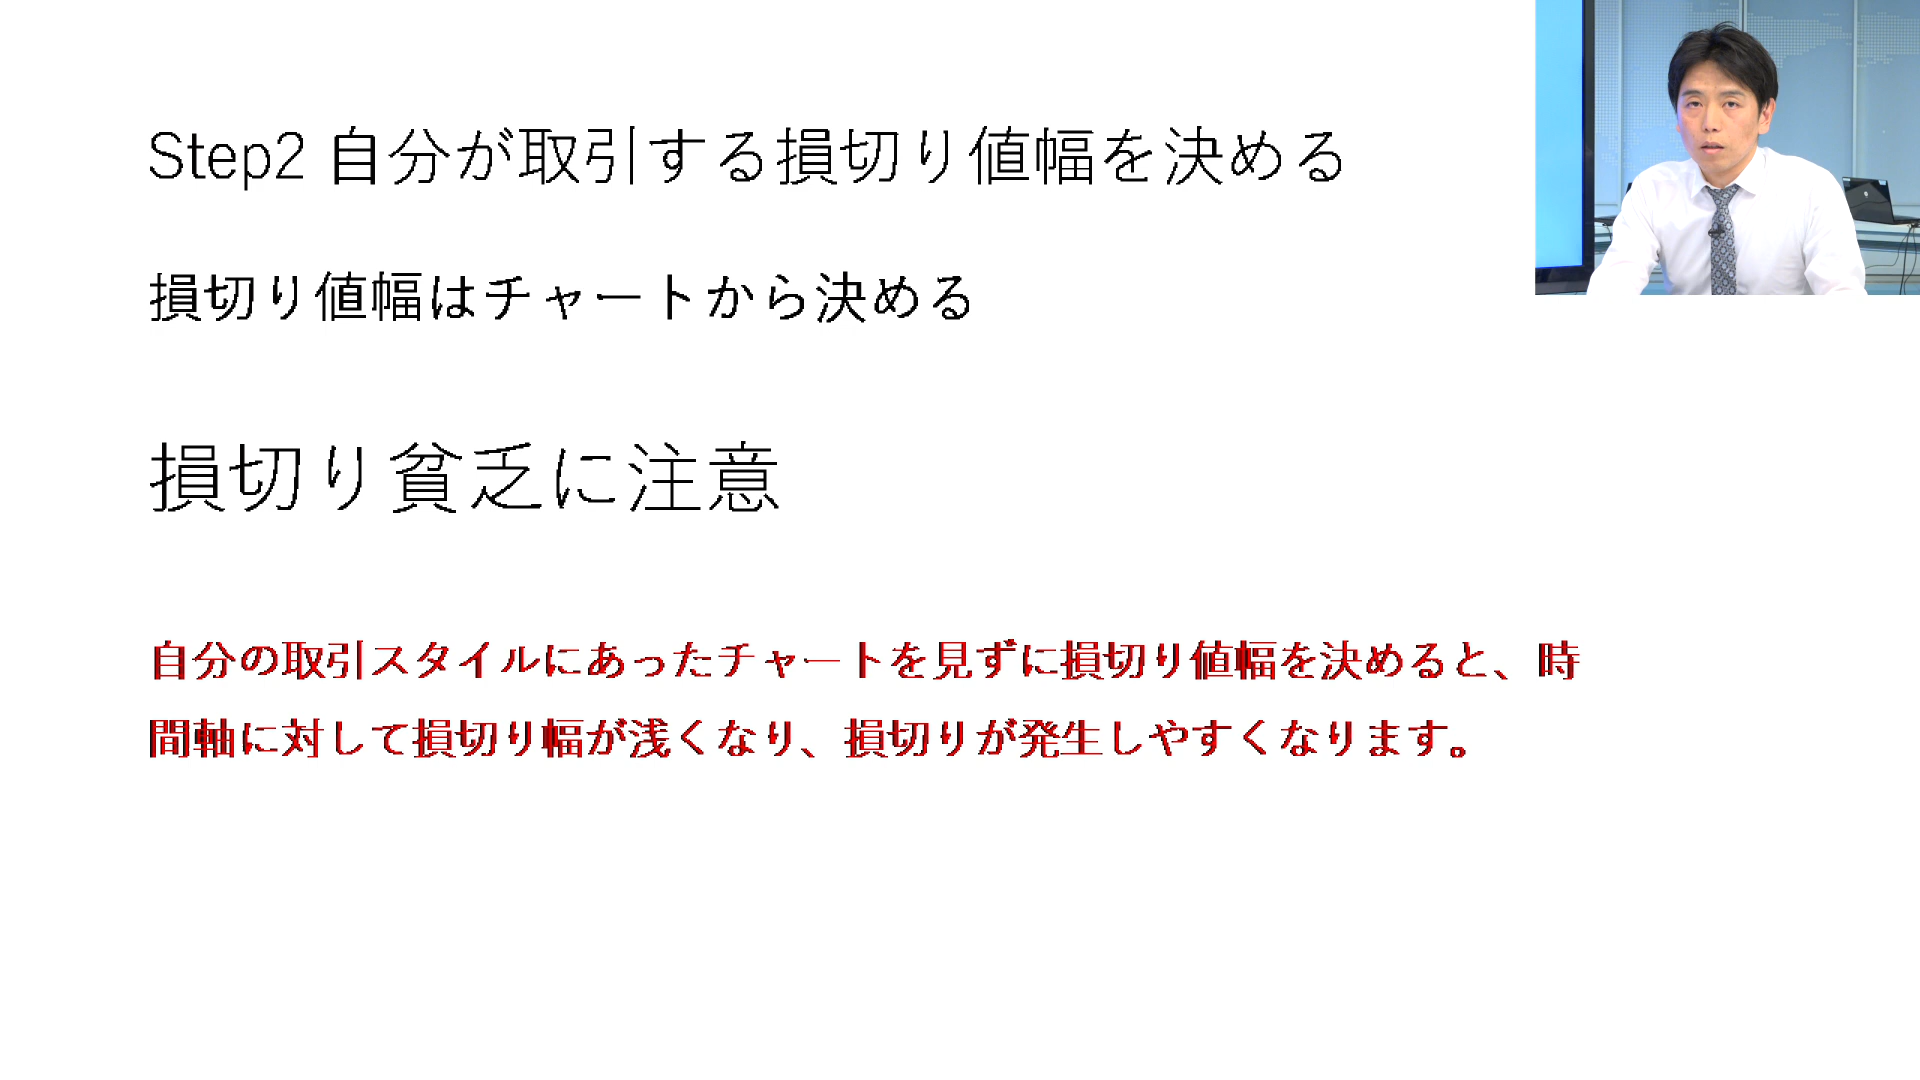 Step2 自分が取引する損切り値幅を決める
損切り値幅はチャートから決める
損切り貧乏に注意
自分の取引スタイルにあったチャートを見ずに損切り値幅を決めると、時
間軸に対して損切り幅が浅くなり、損切りが発生しやすくなります。